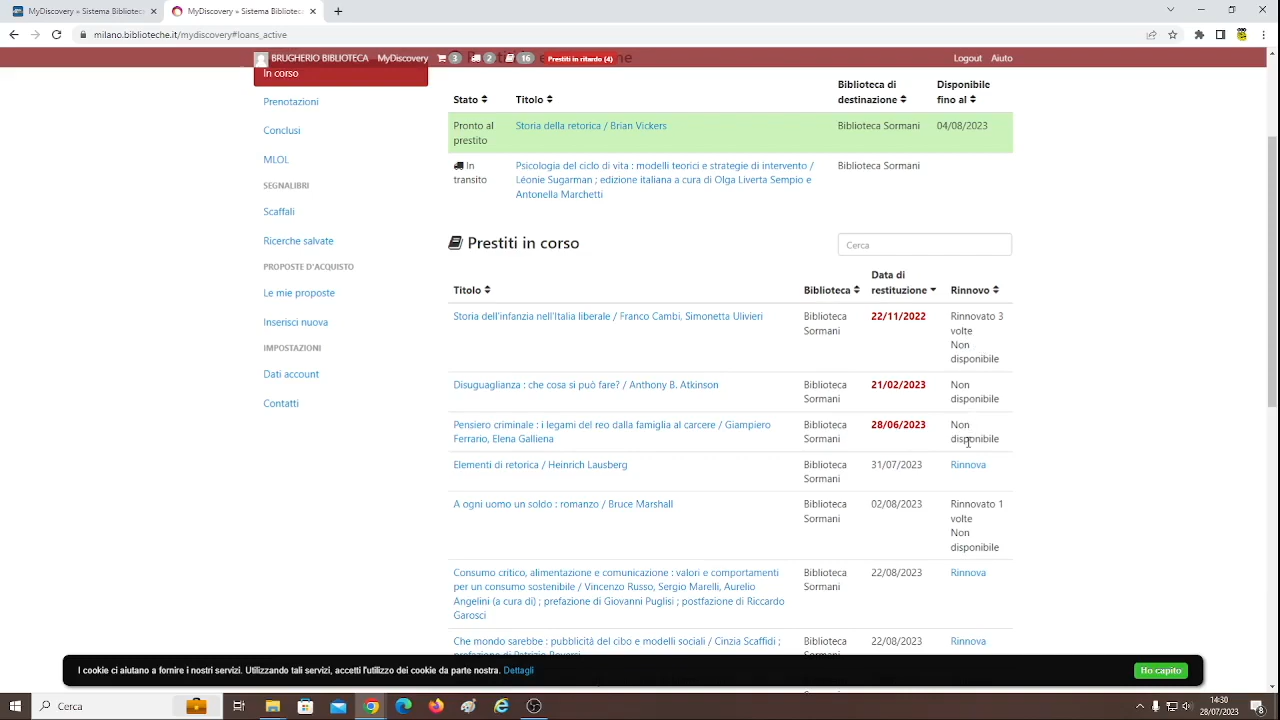 MyDiscovery — Sistema Bibliotec
MyDiscovery — Sistema Bibliotec
milano.biblioteche.it/mydiscovery#loans_active
BRUGHERIO BIBLIOTECA MyDiscovery 3 2 16 Prestiti in ritardo (4) Logout Aiuto
In corso
Prenotazioni
Conclusi
MLOL
SEGNALIBRI
Scaffali
Ricerche salvate
PROPOSTE D'ACQUISTO
Le mie proposte
Inserisci nuova
IMPOSTAZIONI
Dati account
Contatti
Stato Titolo Biblioteca di destinazione Disponibile fino al
Pronto al prestito Storia della retorica / Brian Vickers Biblioteca Sormani 04/08/2023
In transito Psicologia del ciclo di vita : modelli teorici e strategie di intervento /
Léonie Sugarman ; edizione italiana a cura di Olga Liverta Sempio e
Antonella Marchetti Biblioteca Sormani
Prestiti in corso Cerca
Titolo Biblioteca Data di restituzione Rinnovo
Storia dell'infanzia nell'Italia liberale / Franco Cambi, Simonetta Ulivieri Biblioteca Sormani 22/11/2022 Rinnovato 3 volte Non disponibile
Disuguaglianza : che cosa si può fare? / Anthony B. Atkinson Biblioteca Sormani 21/02/2023 Non disponibile
Pensiero criminale : i legami del reo dalla famiglia al carcere / Giampiero
Ferrario, Elena Galliena Biblioteca Sormani 28/06/2023 Non disponibile
Elementi di retorica / Heinrich Lausberg Biblioteca Sormani 31/07/2023 Rinnova
A ogni uomo un soldo : romanzo / Bruce Marshall Biblioteca Sormani 02/08/2023 Rinnovato 1 volte Non disponibile
Consumo critico, alimentazione e comunicazione : valori e comportamenti
per un consumo sostenibile / Vincenzo Russo, Sergio Marelli, Aurelio
Angelini (a cura di) ; prefazione di Giovanni Puglisi ; postfazione di Riccardo
Garosci Biblioteca Sormani 22/08/2023 Rinnova
Che mondo sarebbe : pubblicità del cibo e modelli sociali / Cinzia Scaffidi ; Biblioteca 22/08/2023 Rinnova
I cookie ci aiutano a fornire i nostri servizi. Utilizzando tali servizi, accetti l'utilizzo dei cookie da parte nostra. Dettagli Ho capito
Cerca
14:30
28/07/2023